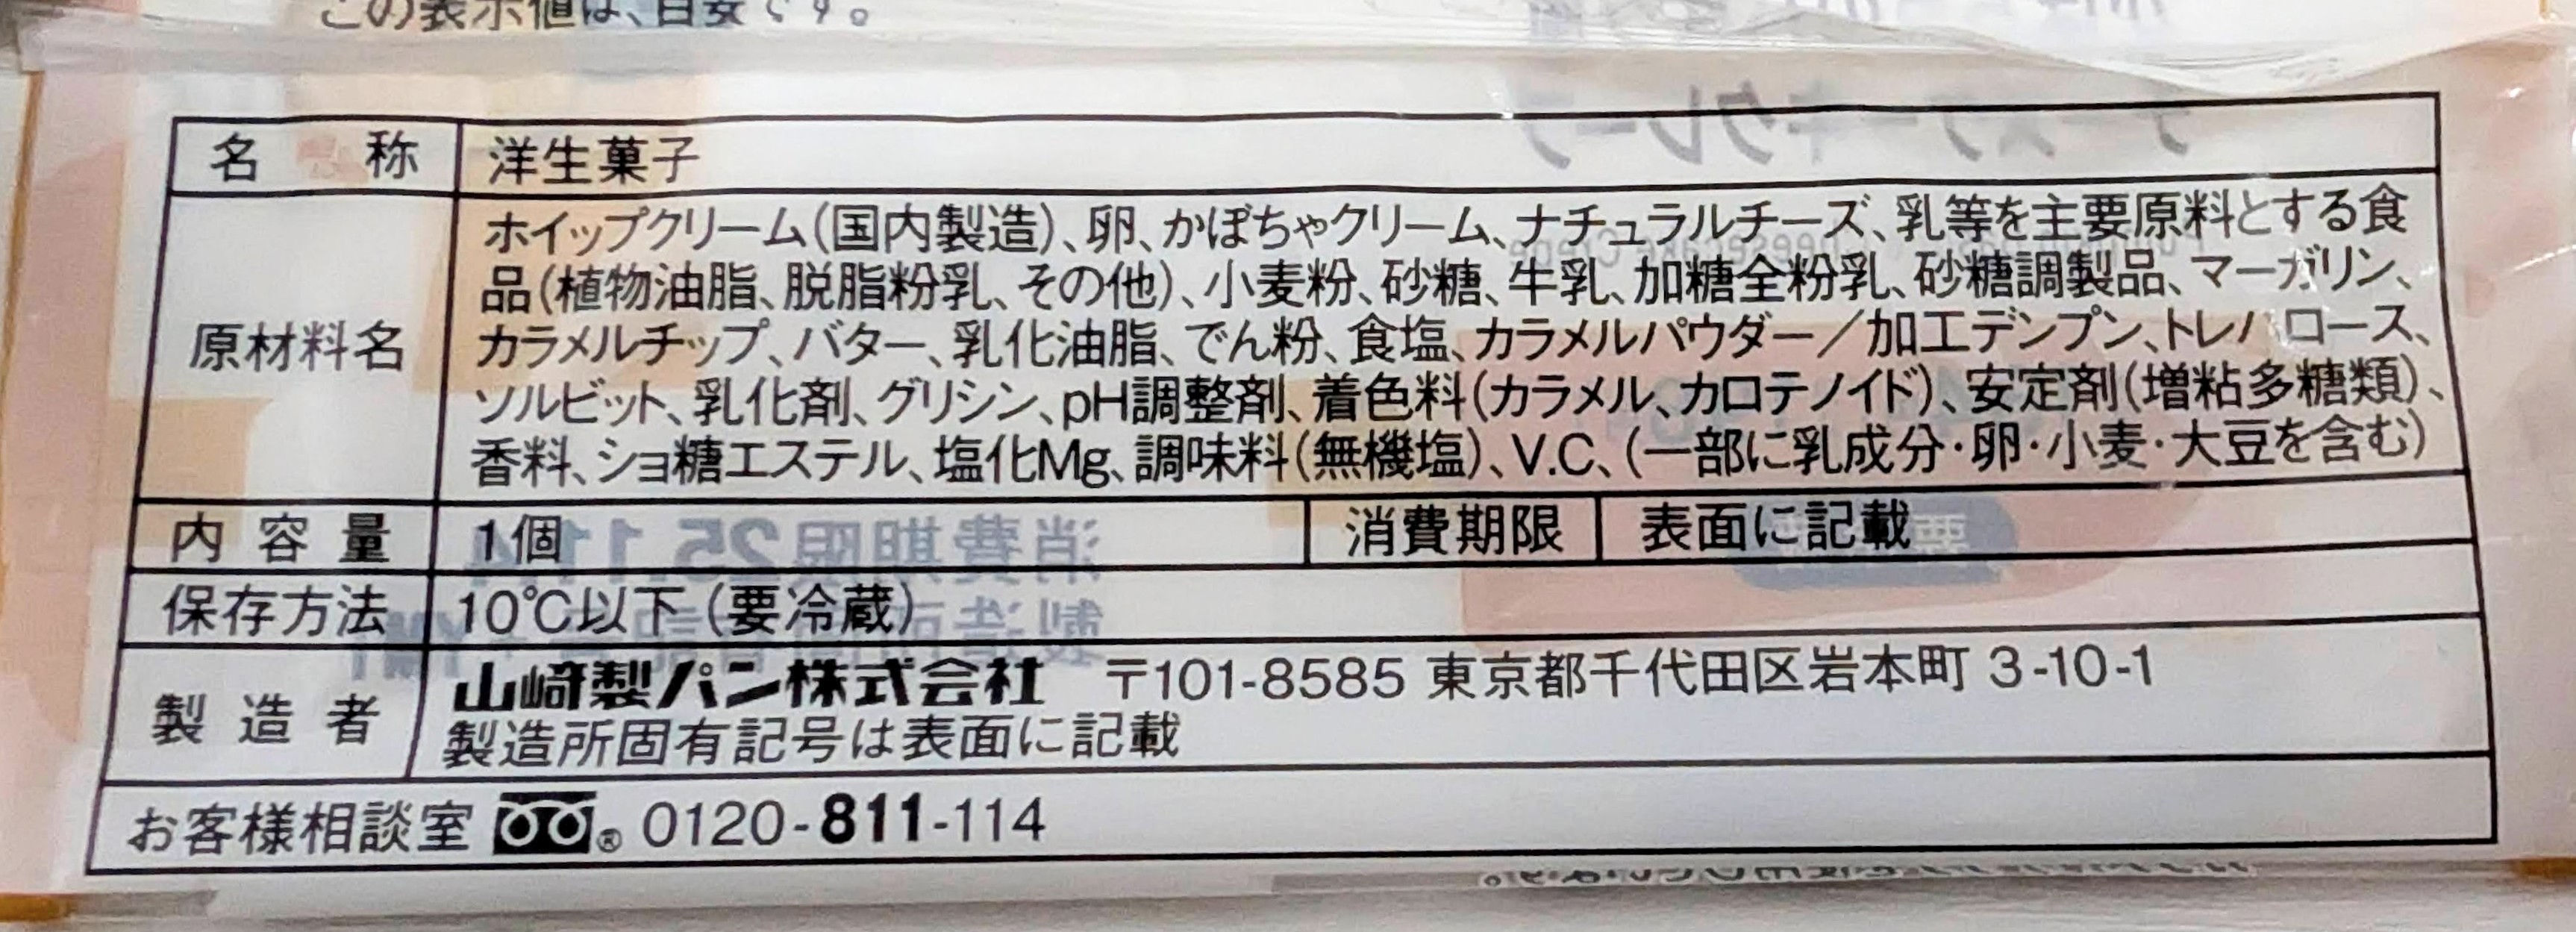 この表示値は、目安です。
名称 洋生菓子
原材料名 ホイップクリーム(国内製造)、卵、かぼちゃクリーム、ナチュラルチーズ、乳等を主要原料とする食
品(植物油脂、脱脂粉乳、その他)、小麦粉、砂糖、牛乳、加糖全粉乳、砂糖調製品、マーガリン、
カラメルチップ、バター、乳化油脂、でん粉、食塩、カラメルパウダー/加工デンプン、トレハロース、
ソルビット、乳化剤、グリシン、pH調整剤、着色料(カラメル、カロテノイド)、安定剤(増粘多糖類)、
香料、ショ糖エステル、塩化Mg、調味料(無機塩)、V.C、(一部に乳成分・卵・小麦・大豆を含む)
内容量 1個 消費期限 表面に記載
保存方法 10℃以下(要冷蔵)
製造者 山崎製パン株式会社 〒101-8585 東京都千代田区岩本町 3-10-1
製造所固有記号は表面に記載
お客様相談室 ® 0120-811-114